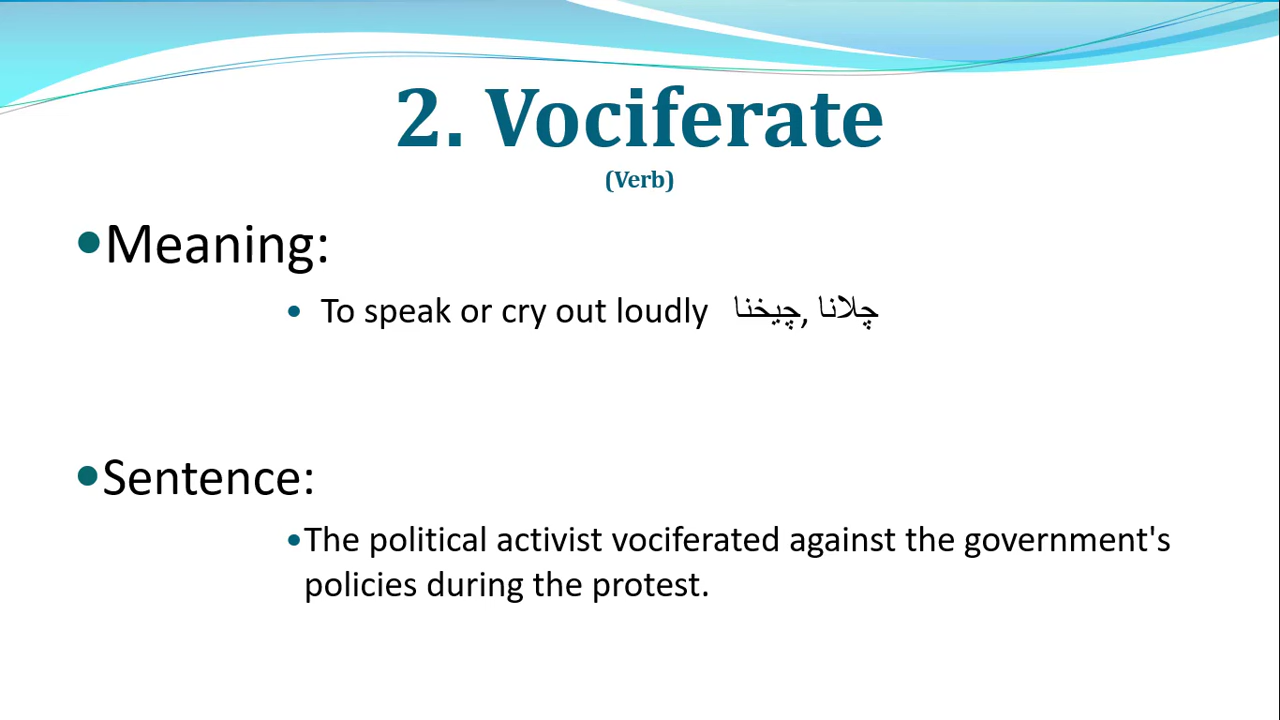 2. Vociferate
(Verb)
•Meaning:
• To speak or cry out loudly چیخنا, چلانا
•Sentence:
•The political activist vociferated against the government's
policies during the protest.